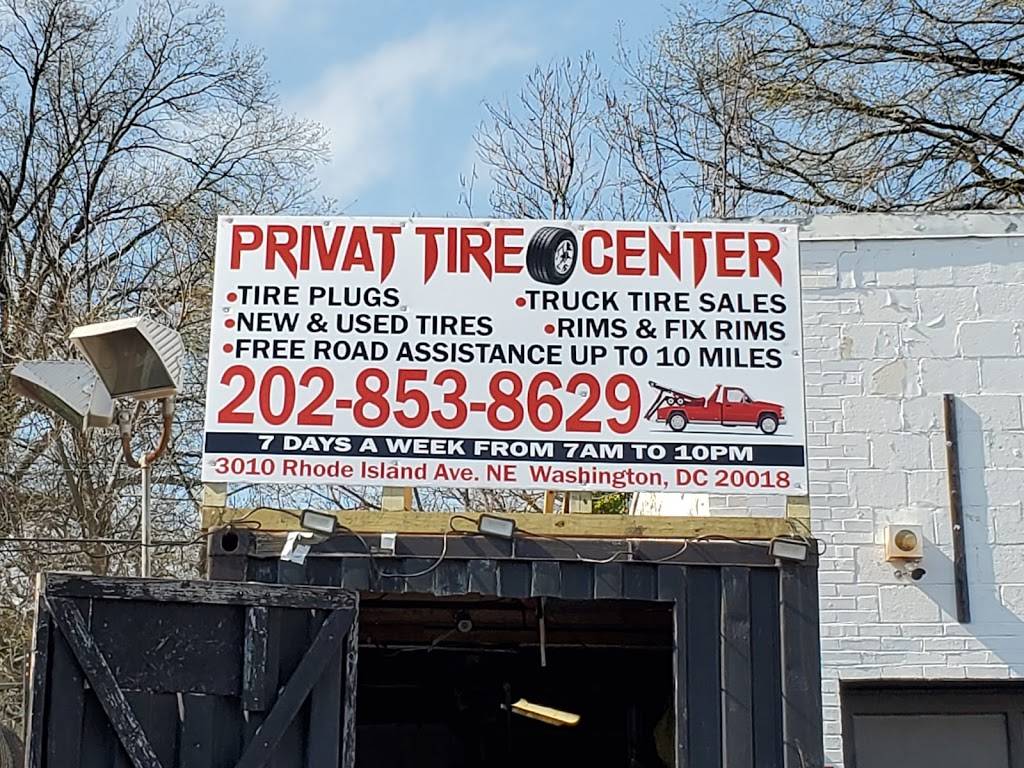 PRIVAT TIRE CENTER
•TIRE PLUGS •TRUCK TIRE SALES
•NEW & USED TIRES •RIMS & FIX RIMS
•FREE ROAD ASSISTANCE UP TO 10 MILES
202-853-8629
7 DAYS A WEEK FROM 7AM TO 10PM
3010 Rhode Island Ave. NE Washington, DC 20018